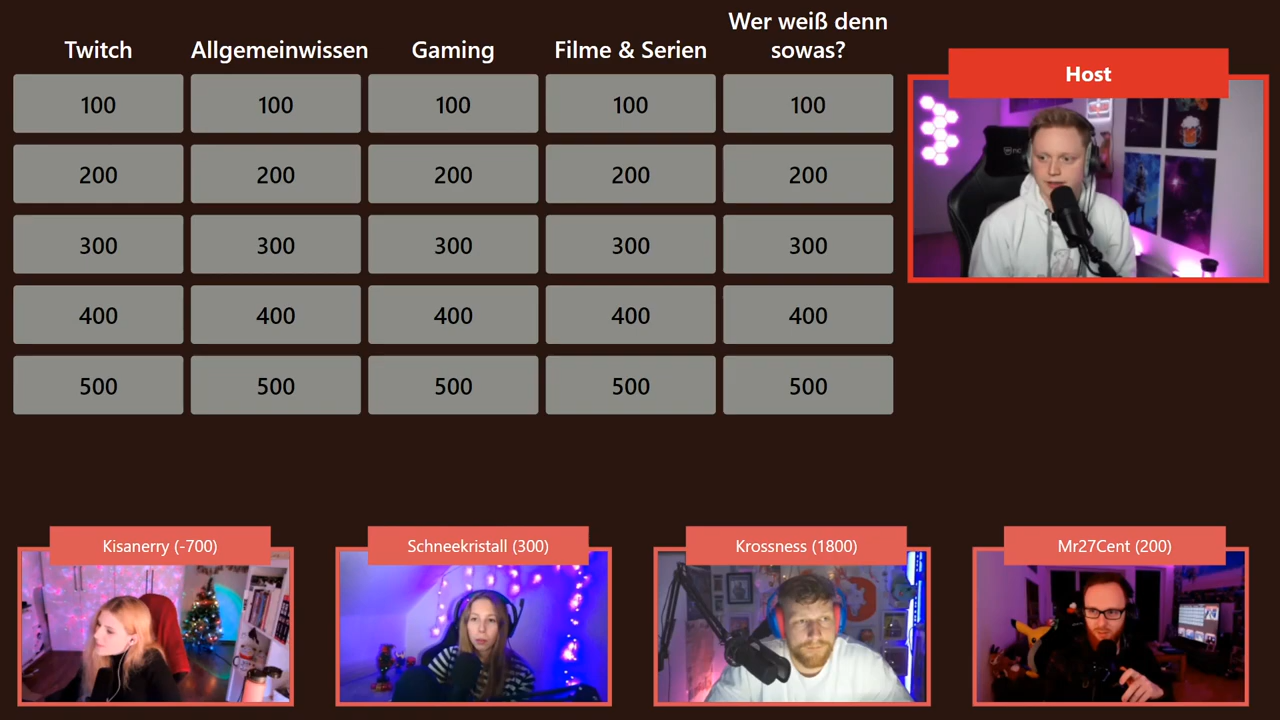 Twitch
Allgemeinwissen
Gaming
Filme & Serien
Wer weiß denn
sowas?
Host
100
100
100
100
100
200
200
200
200
200
300
300
300
300
300
400
400
400
400
400
500
500
500
500
500
Kisanerry (-700)
Schneekristall (300)
Krossness (1800)
Mr27Cent (200)